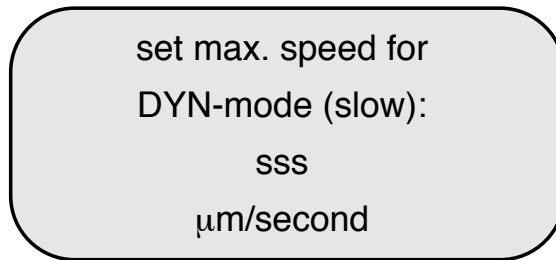 set max. speed for
DYN-mode (slow):
sss
μm/second